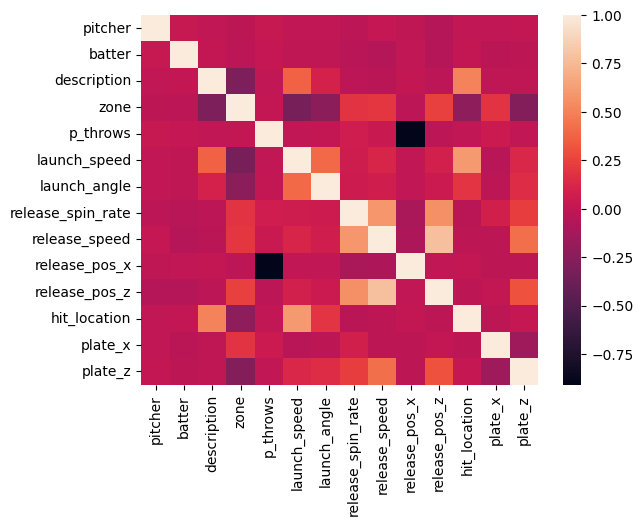 pitcher
batter
description
zone
p_throws
launch_speed
launch_angle
release_spin_rate
release_speed
release_pos_x
release_pos_z
hit_location
plate_x
plate_z
pitcher
batter
description
zone
p_throws
launch_speed
launch_angle
release_spin_rate
release_speed
release_pos_x
release_pos_z
hit_location
plate_x
plate_z
1.00
0.75
0.50
0.25
0.00
−0.25
−0.50
−0.75